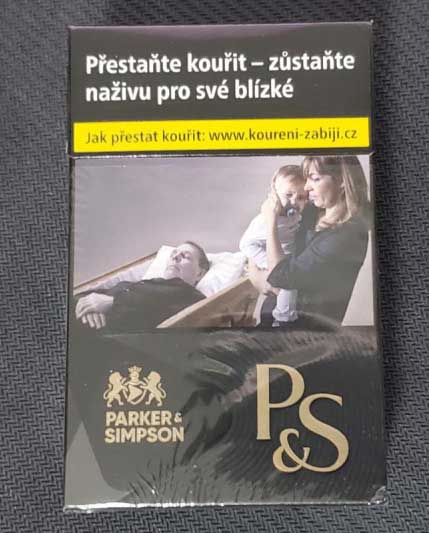 Přestaňte kouřit – zůstaňte
naživu pro své blízké
Jak přestat kouřit: www.koureni-zabiji.cz
PARKER &
SIMPSON
P&S